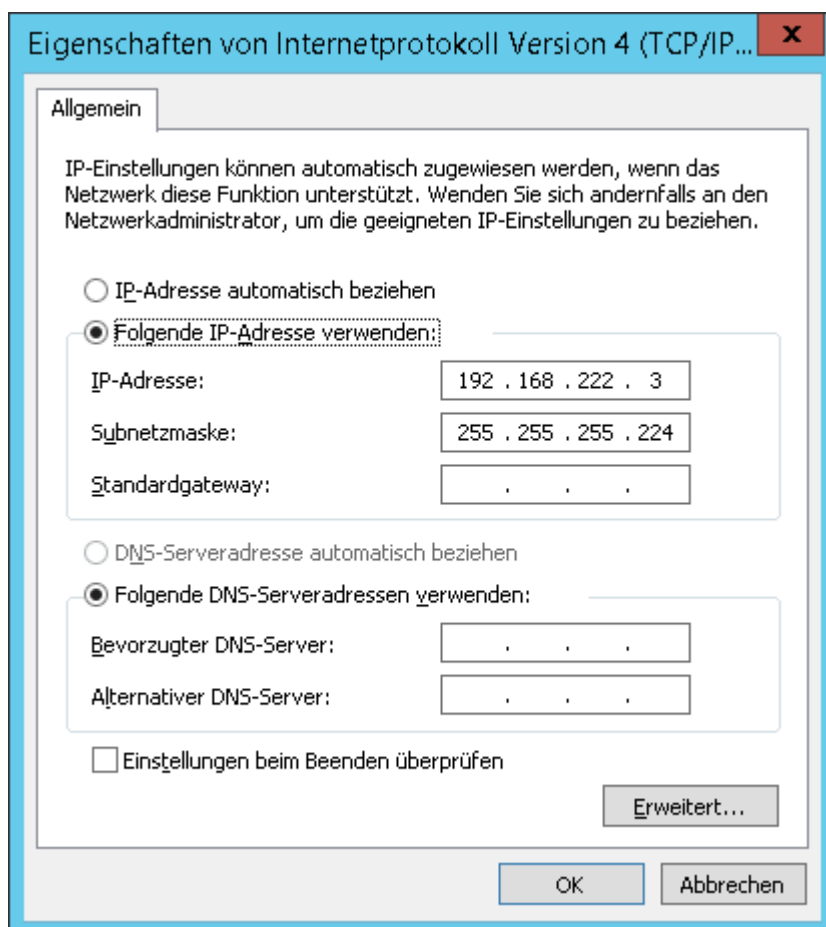 Eigenschaften von Internetprotokoll Version 4 (TCP/IP...
x
Allgemein
IP-Einstellungen können automatisch zugewiesen werden, wenn das
Netzwerk diese Funktion unterstützt. Wenden Sie sich andernfalls an den
Netzwerkadministrator, um die geeigneten IP-Einstellungen zu beziehen.
IP-Adresse automatisch beziehen
Folgende IP-Adresse verwenden:
IP-Adresse: 192 . 168 . 222 . 3
Subnetzmaske: 255 . 255 . 255 . 224
Standardgateway: . . .
DNS-Serveradresse automatisch beziehen
Folgende DNS-Serveradressen verwenden:
Bevorzugter DNS-Server: . . .
Alternativer DNS-Server: . . .
Einstellungen beim Beenden überprüfen
Erweitert...
OK Abbrechen